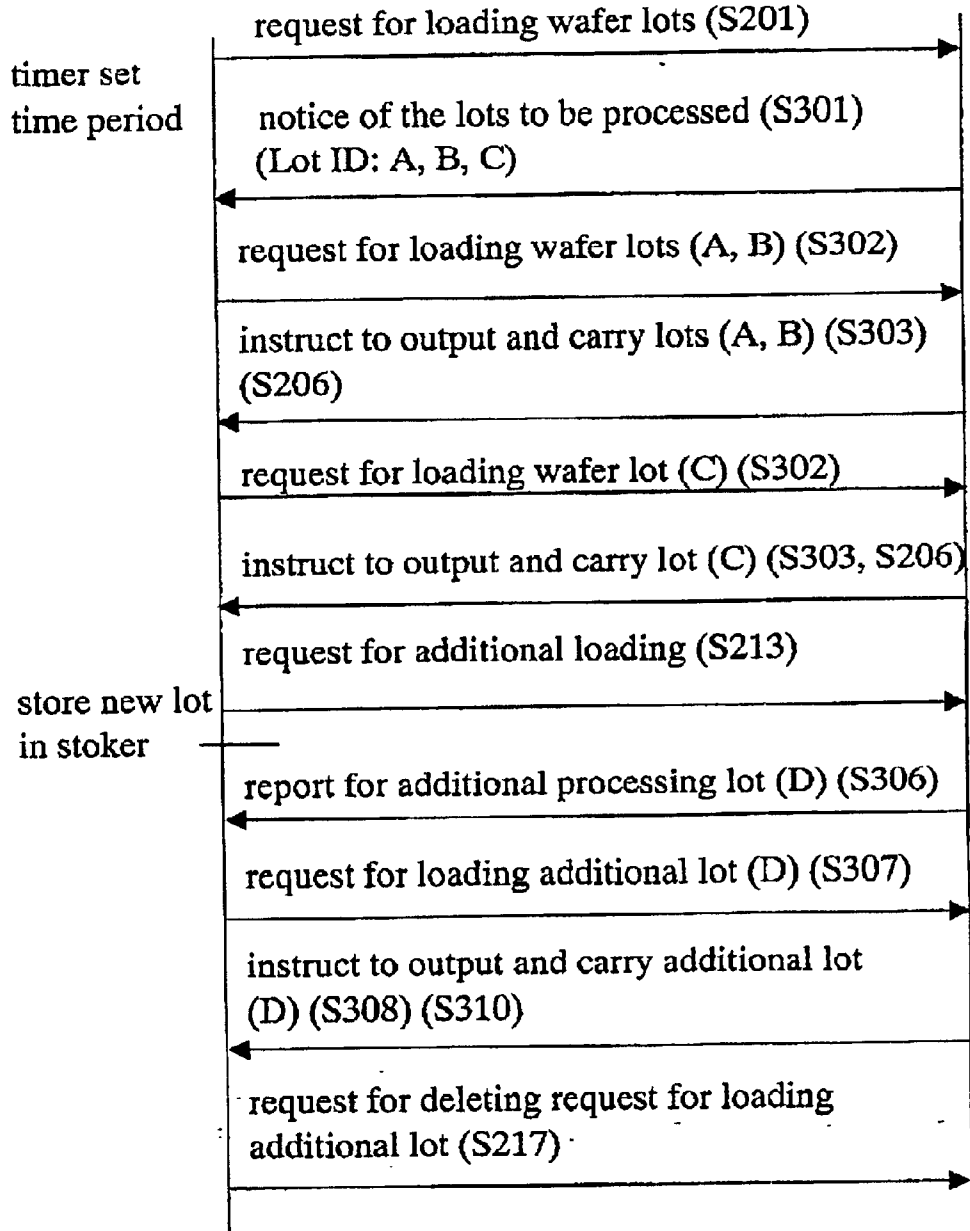 request for loading wafer lots (S201)
timer set
time period
notice of the lots to be processed (S301)
(Lot ID: A, B, C)
request for loading wafer lots (A, B) (S302)
instruct to output and carry lots (A, B) (S303)
(S206)
request for loading wafer lot (C) (S302)
instruct to output and carry lot (C) (S303, S206)
request for additional loading (S213)
store new lot
in stoker
report for additional processing lot (D) (S306)
request for loading additional lot (D) (S307)
instruct to output and carry additional lot
(D) (S308) (S310)
request for deleting request for loading
additional lot (S217)